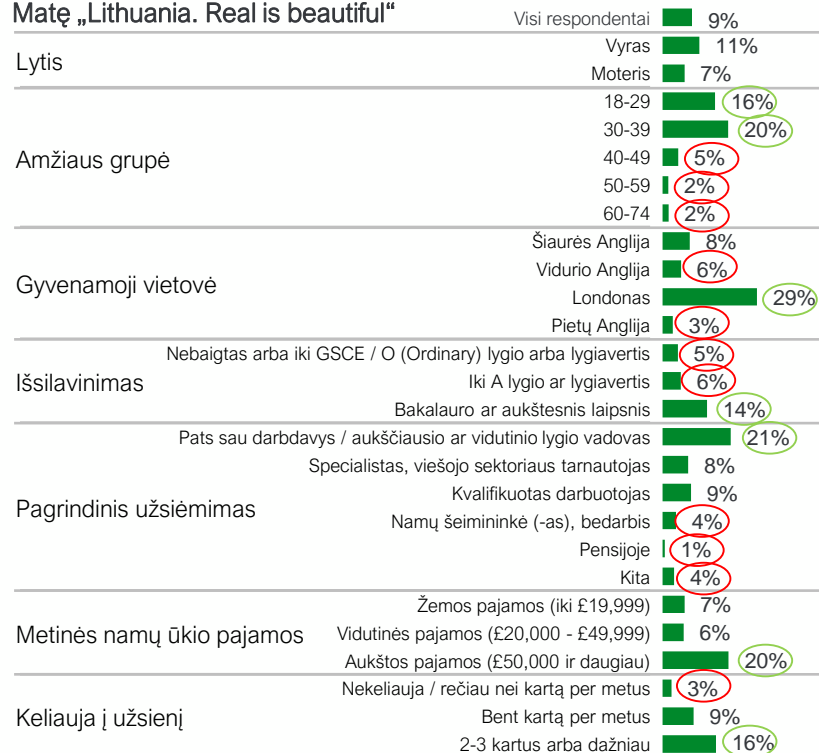 Matę „Lithuania. Real is beautiful“
Visi respondentai 9%
Lytis
Vyras 11%
Moteris 7%
Amžiaus grupė
18-29 16%
30-39 20%
40-49 5%
50-59 2%
60-74 2%
Gyvenamoji vietovė
Šiaurės Anglija 8%
Vidurio Anglija 6%
Londonas 29%
Pietų Anglija 3%
Išsilavinimas
Nebaigtas arba iki GSCE / O (Ordinary) lygio arba lygiavertis 5%
Iki A lygio ar lygiavertis 6%
Bakalauro ar aukštesnis laipsnis 14%
Pagrindinis užsiėmimas
Pats sau darbdavys / aukščiausio ar vidutinio lygio vadovas 21%
Specialistas, viešojo sektoriaus tarnautojas 8%
Kvalifikuotas darbuotojas 9%
Namų šeimininkė (-as), bedarbis 4%
Pensijoje 1%
Kita 4%
Metinės namų ūkio pajamos
Žemos pajamos (iki £19,999) 7%
Vidutinės pajamos (£20,000 - £49,999) 6%
Aukštos pajamos (£50,000 ir daugiau) 20%
Keliauja į užsienį
Nekeliauja / rečiau nei kartą per metus 3%
Bent kartą per metus 9%
2-3 kartus arba dažniau 16%